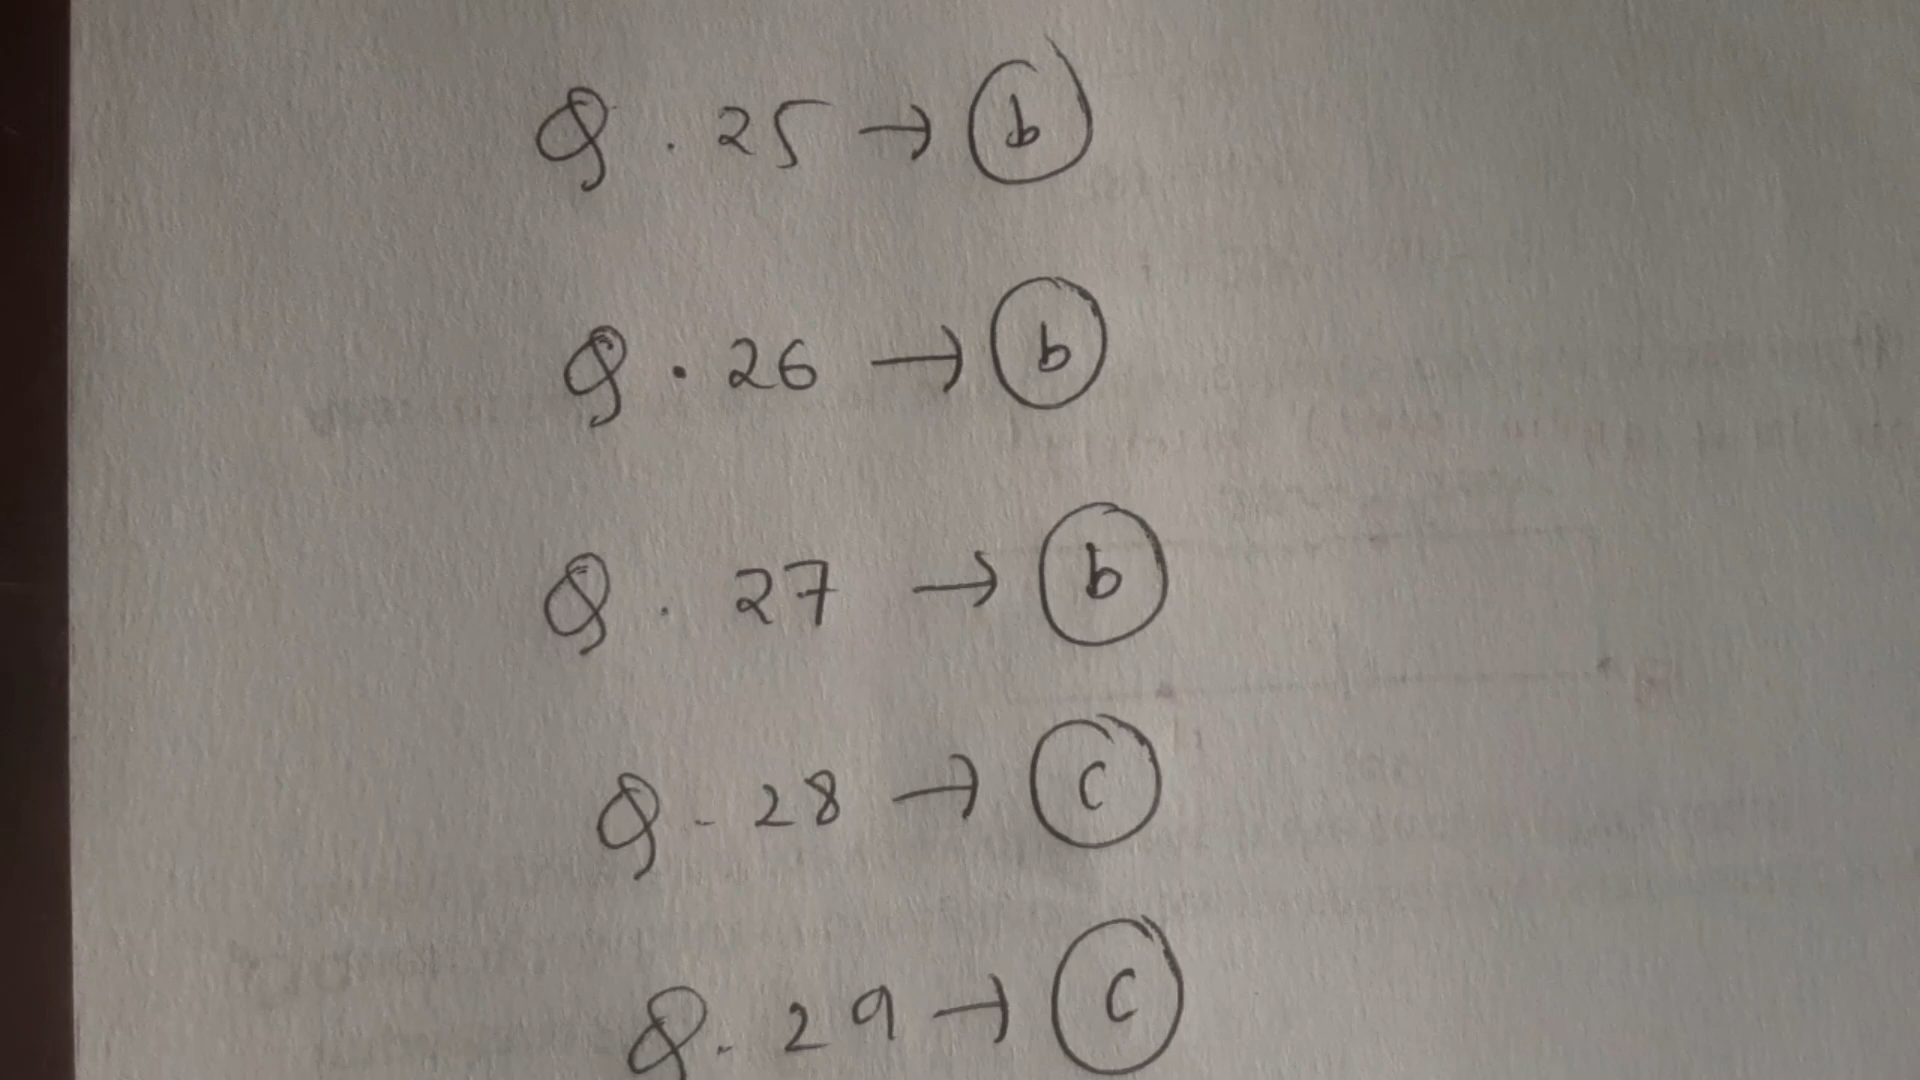 Q. 25 → b
Q. 26 → b
Q. 27 → b
Q. 28 → c
Q. 29 → c